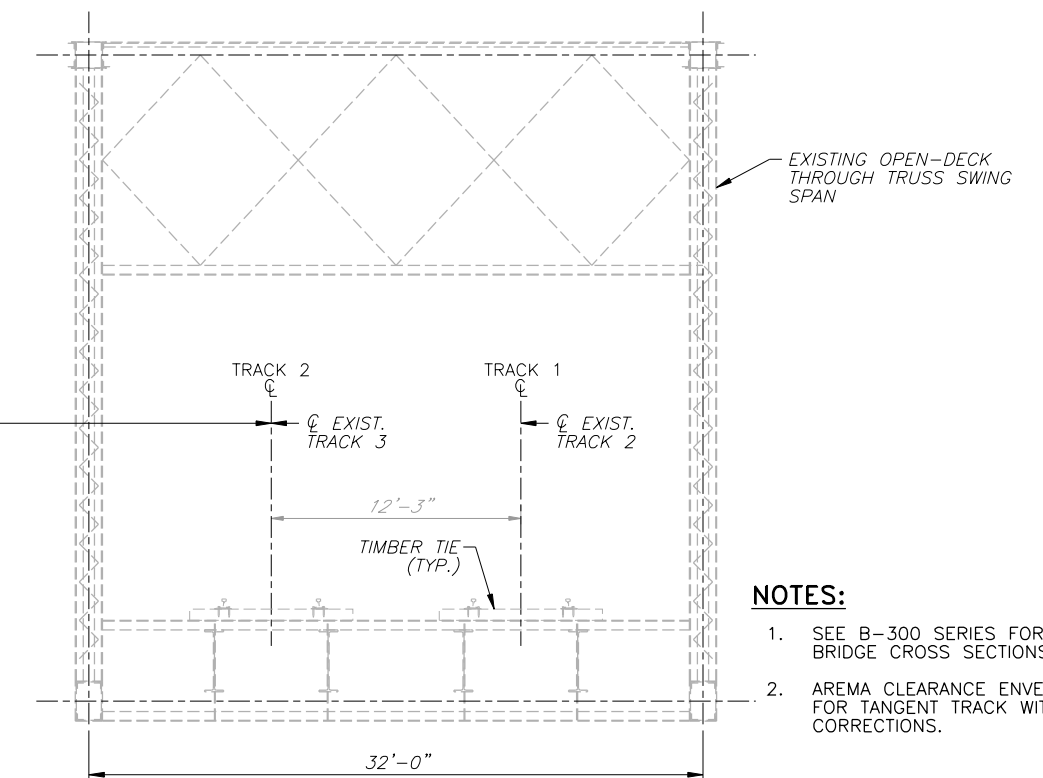 EXISTING OPEN-DECK
THROUGH TRUSS SWING
SPAN
TRACK 2
℄
TRACK 1
℄
℄ EXIST.
TRACK 3
℄ EXIST.
TRACK 2
12'-3"
TIMBER TIE
(TYP.)
NOTES:
1. SEE B-300 SERIES FOR
BRIDGE CROSS SECTIONS
2. AREMA CLEARANCE ENVE
FOR TANGENT TRACK WIT
CORRECTIONS.
32'-0"